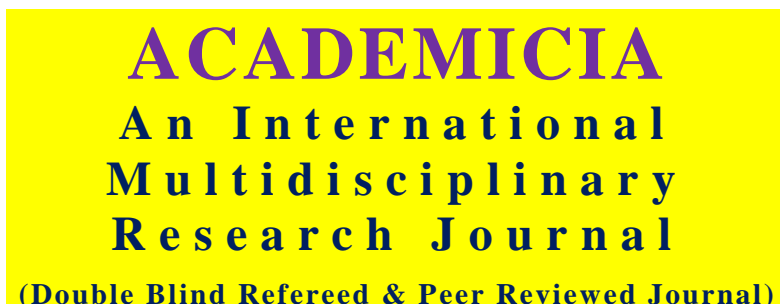 ACADEMICIA
An International
Multidisciplinary
Research Journal
(Double Blind Refereed & Peer Reviewed Journal)